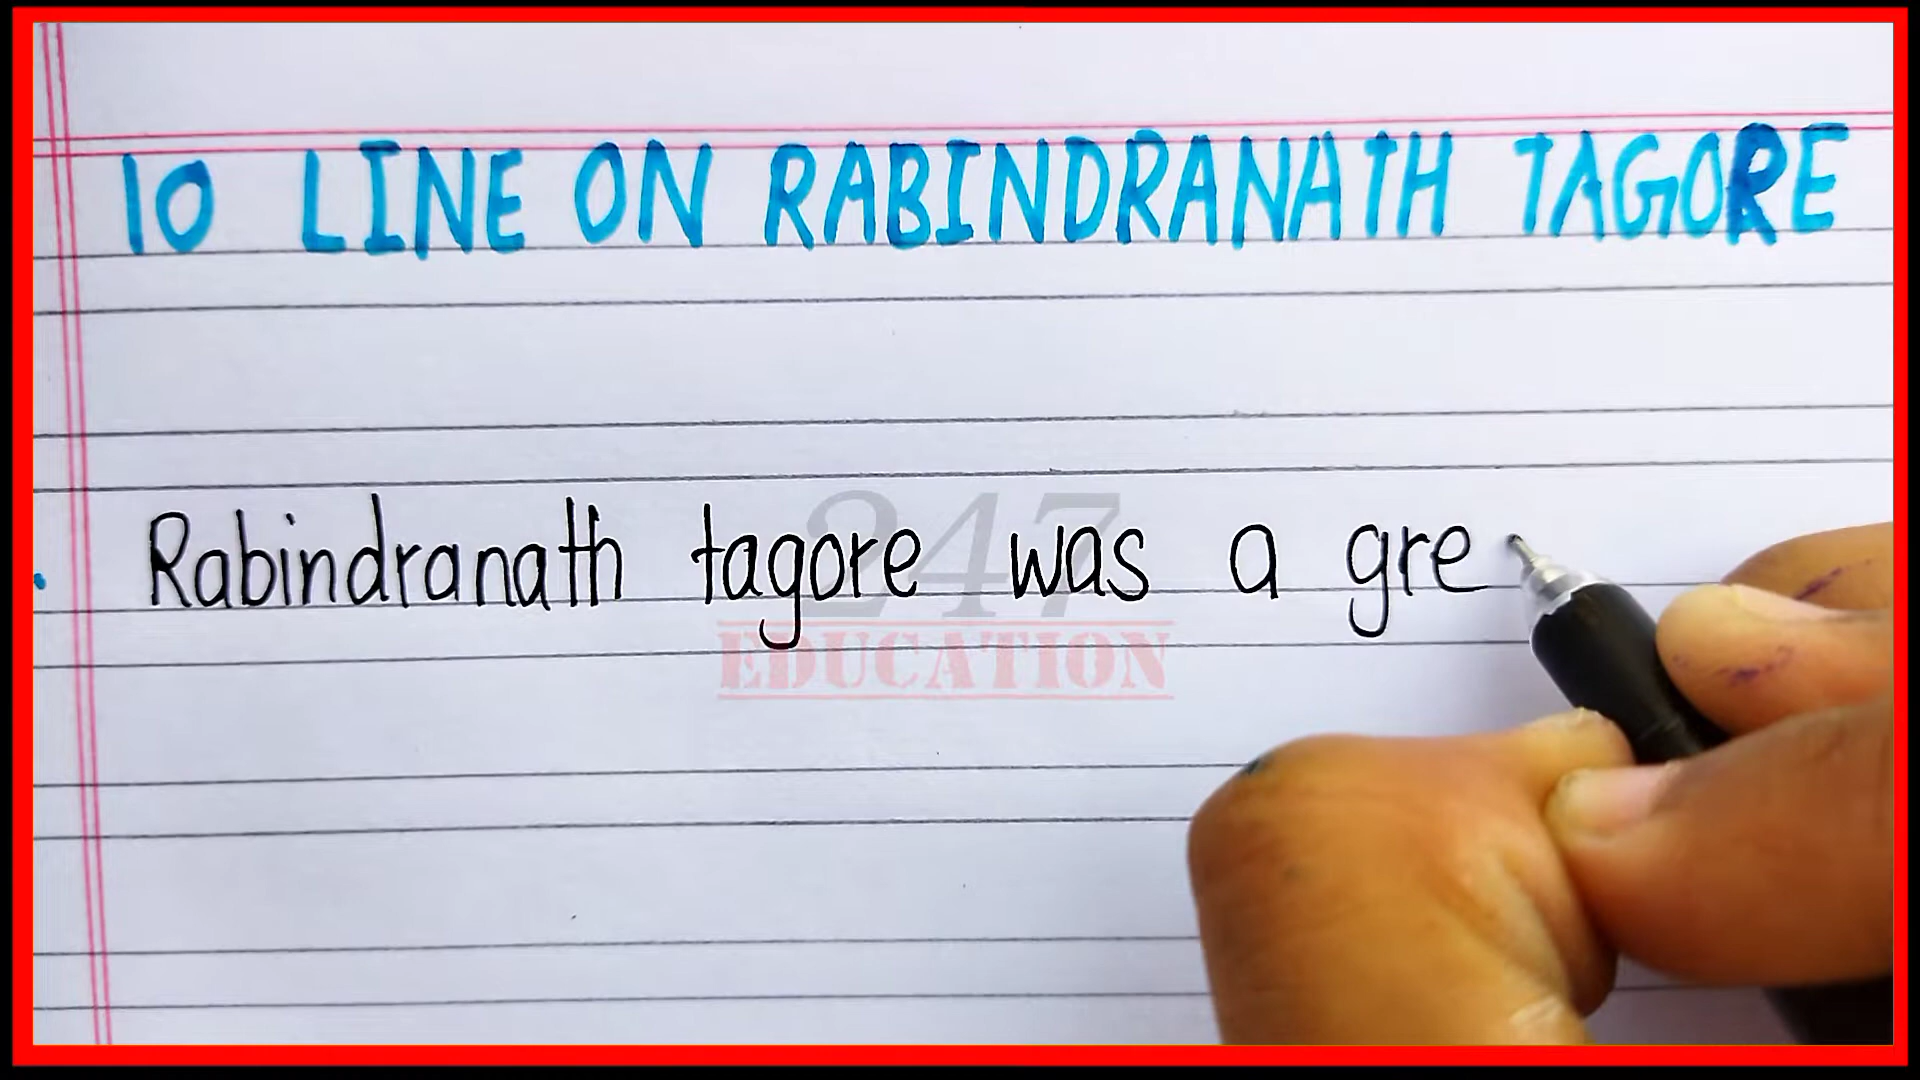 10 LINE ON RABINDRANATH TAGORE
Rabindranath tagore was a gre
247
EDUCATION